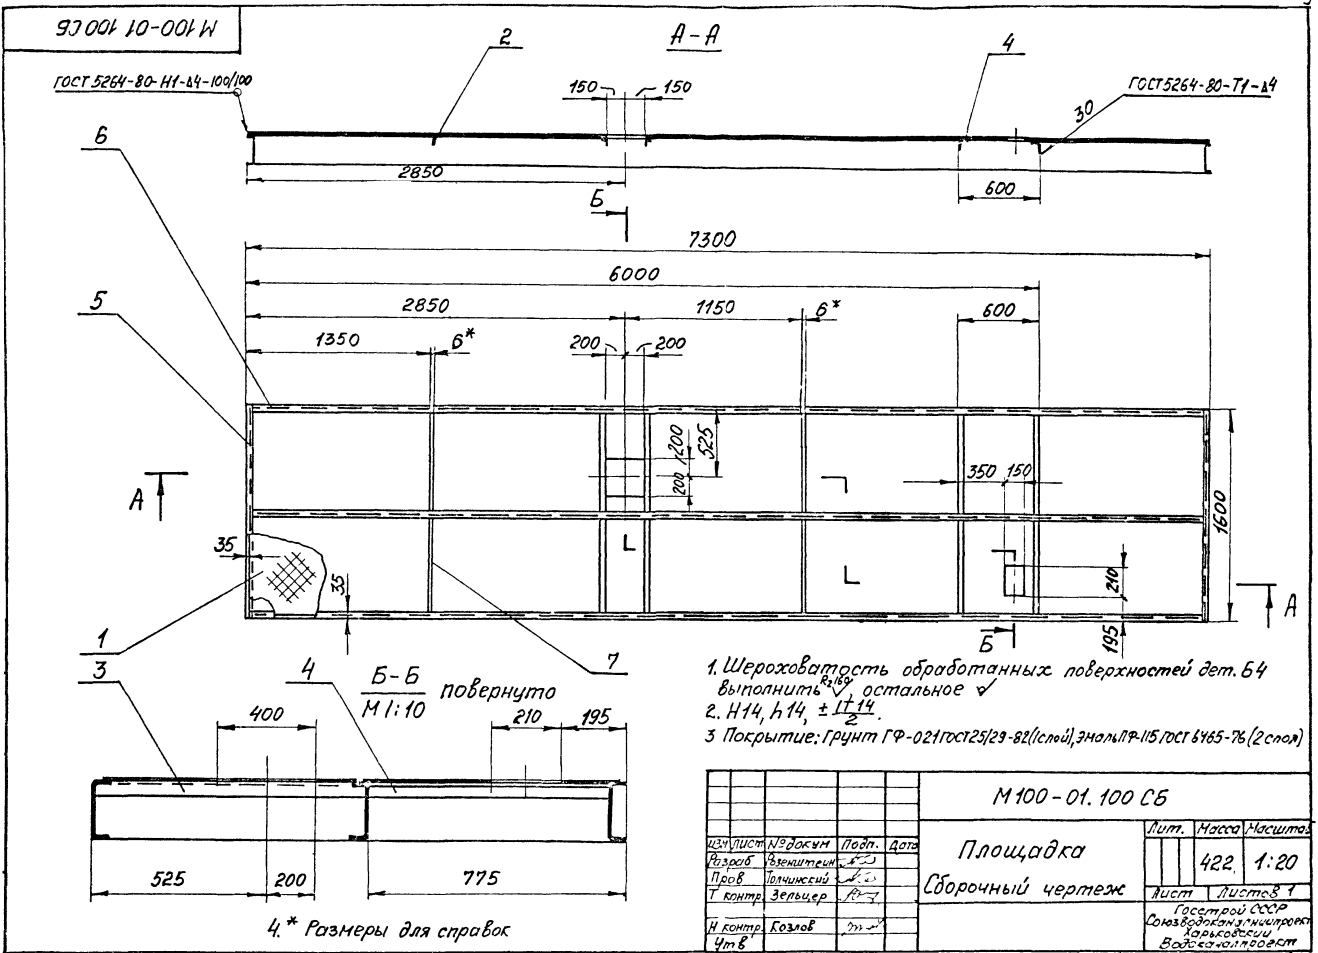 М100-01 100 СБ
А-А
2
4
ГОСТ 5264-80-Н1-Δ4-100/100
150
150
ГОСТ 5264-80-Т1-Δ4
30
6
2850
600
Б
7300
6000
5
2850
1150
6*
600
1350
6*
200
200
200
525
200
350
150
А
1600
35
35
210
А
195
Б
1
3
7
Б-Б повернуто
М 1:10
4
400
210
195
525
200
775
4.* Размеры для справок
1. Шероховатость обработанных поверхностей дет. Б4
выполнить Rz160, остальное
2. H14, h14, ± IT14/2.
3 Покрытие: Грунт ГФ-021 ГОСТ 25129-82 (1слой), эмаль ПФ-115 ГОСТ 6465-76 (2 слоя)
М100-01.100 СБ
Изм Лист № докум Подп. Дата
Разраб Розенштейн
Пров Толчинский
Т контр. Зельцер
Н контр. Козлов
Утв
Площадка
Сборочный чертеж
Лит. Масса Масштаб
422. 1:20
Лист Листов 1
Госстрой СССР
Союзводоканалниипроект
Харьковский
Водоканалпроект